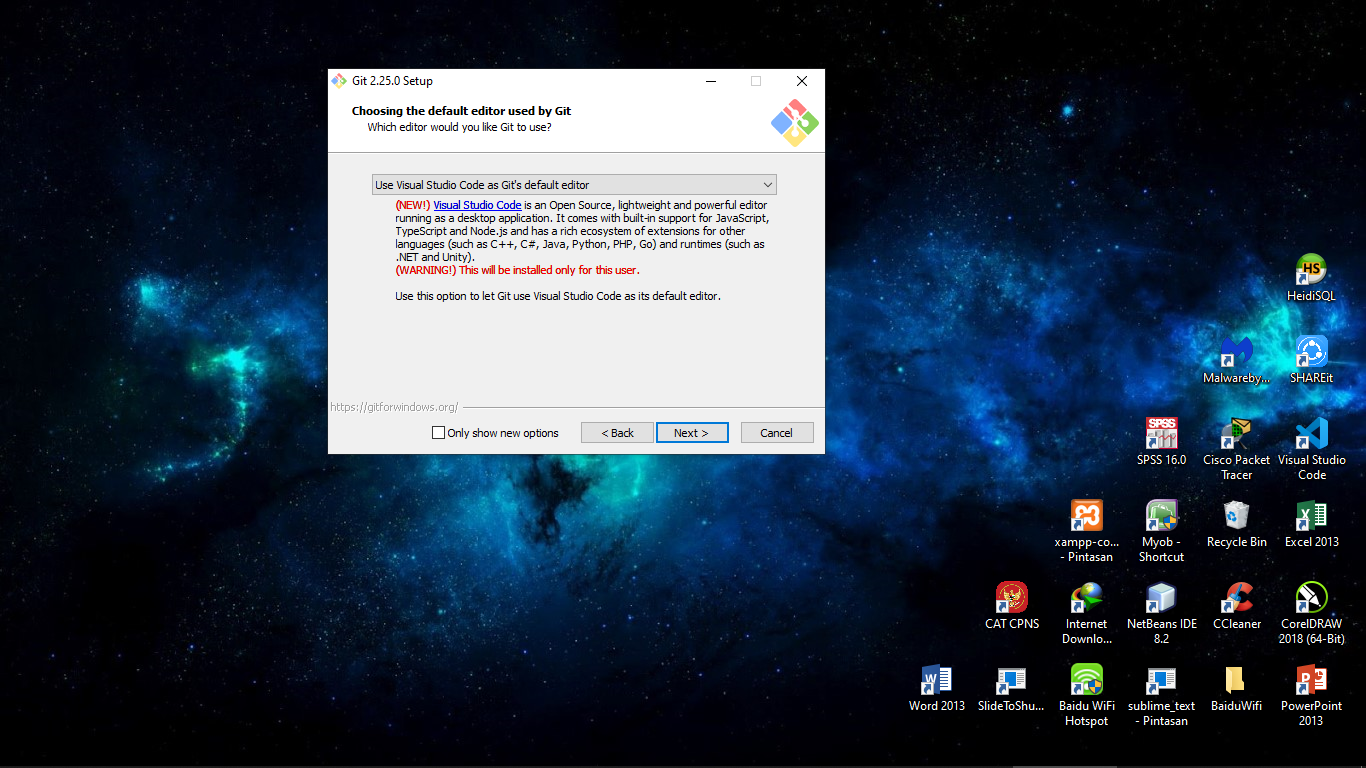 Git 2.25.0 Setup
Choosing the default editor used by Git
Which editor would you like Git to use?
Use Visual Studio Code as Git's default editor
(NEW!) Visual Studio Code is an Open Source, lightweight and powerful editor
running as a desktop application. It comes with built-in support for JavaScript,
TypeScript and Node.js and has a rich ecosystem of extensions for other
languages (such as C++, C#, Java, Python, PHP, Go) and runtimes (such as
.NET and Unity).
(WARNING!) This will be installed only for this user.
Use this option to let Git use Visual Studio Code as its default editor.
https://gitforwindows.org/
Only show new options
< Back
Next >
Cancel
HS
HeidiSQL
Malwareby...
SHAREit
SPSS
SPSS 16.0
Cisco Packet
Tracer
Visual Studio
Code
xampp-co...
- Pintasan
Myob -
Shortcut
Recycle Bin
Excel 2013
CAT CPNS
Internet
Downlo...
NetBeans IDE
8.2
CCleaner
CorelDRAW
2018 (64-Bit)
Word 2013
SlideToShu...
Baidu WiFi
Hotspot
sublime_text
- Pintasan
BaiduWifi
PowerPoint
2013